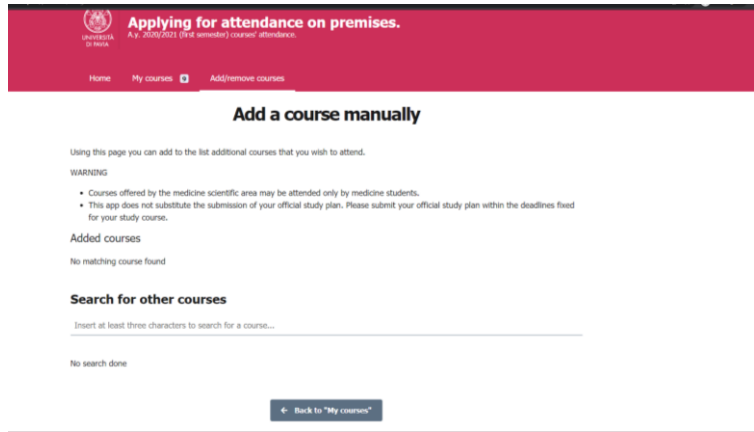 Applying for attendance on premises.
A.y. 2020/2021 (first semester) courses' attendance.
UNIVERSITÀ
DI PAVIA
Home My courses Add/remove courses
Add a course manually
Using this page you can add to the list additional courses that you wish to attend.
WARNING
• Courses offered by the medicine scientific area may be attended only by medicine students.
• This app does not substitute the submission of your official study plan. Please submit your official study plan within the deadlines fixed
for your study course.
Added courses
No matching course found
Search for other courses
Insert at least three characters to search for a course...
No search done
← Back to "My courses"